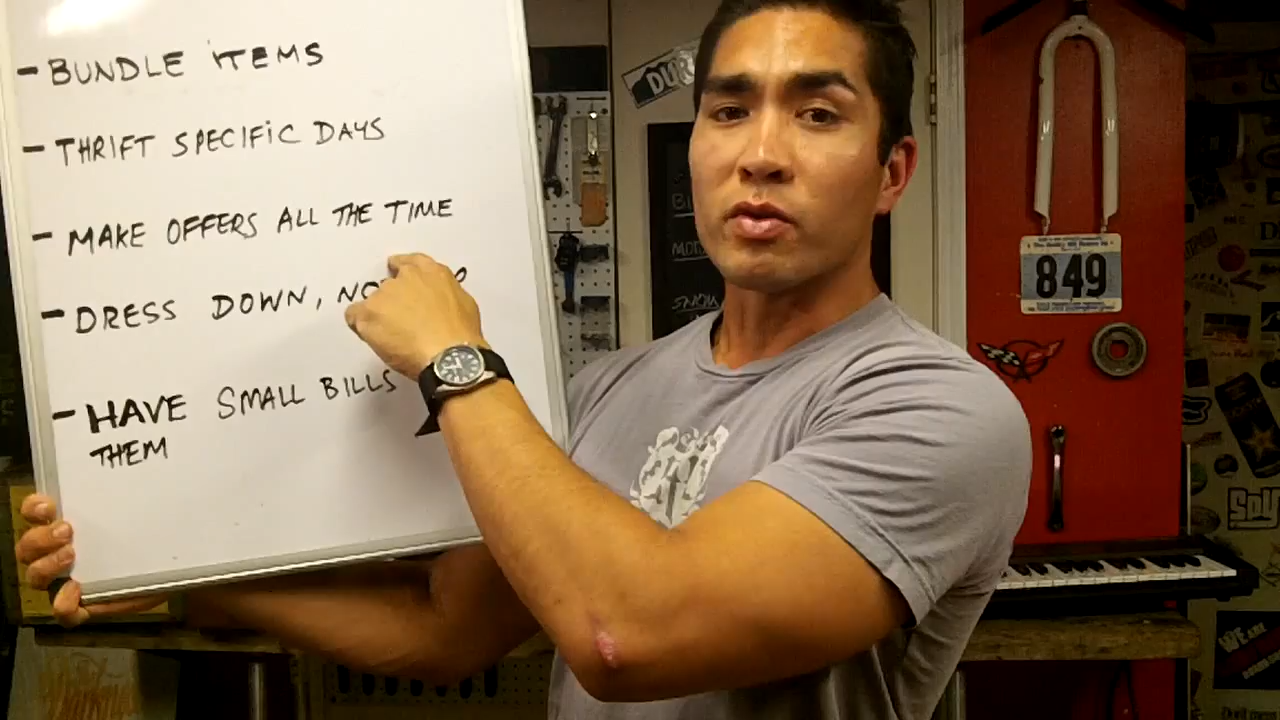 - BUNDLE ITEMS
- THRIFT SPECIFIC DAYS
- MAKE OFFERS ALL THE TIME
- DRESS DOWN,
- HAVE SMALL BILLS
THEM
849